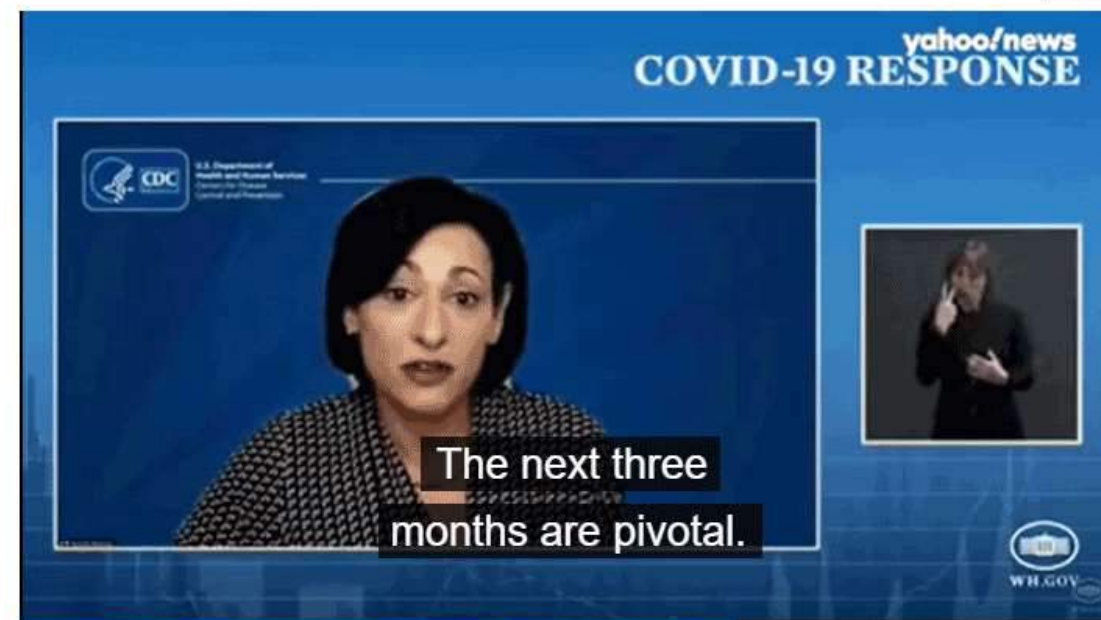 yahoo!news
COVID-19 RESPONSE
CDC
U.S. Department of
Health and Human Services
Centers for Disease
Control and Prevention
The next three
months are pivotal.
WH.GOV